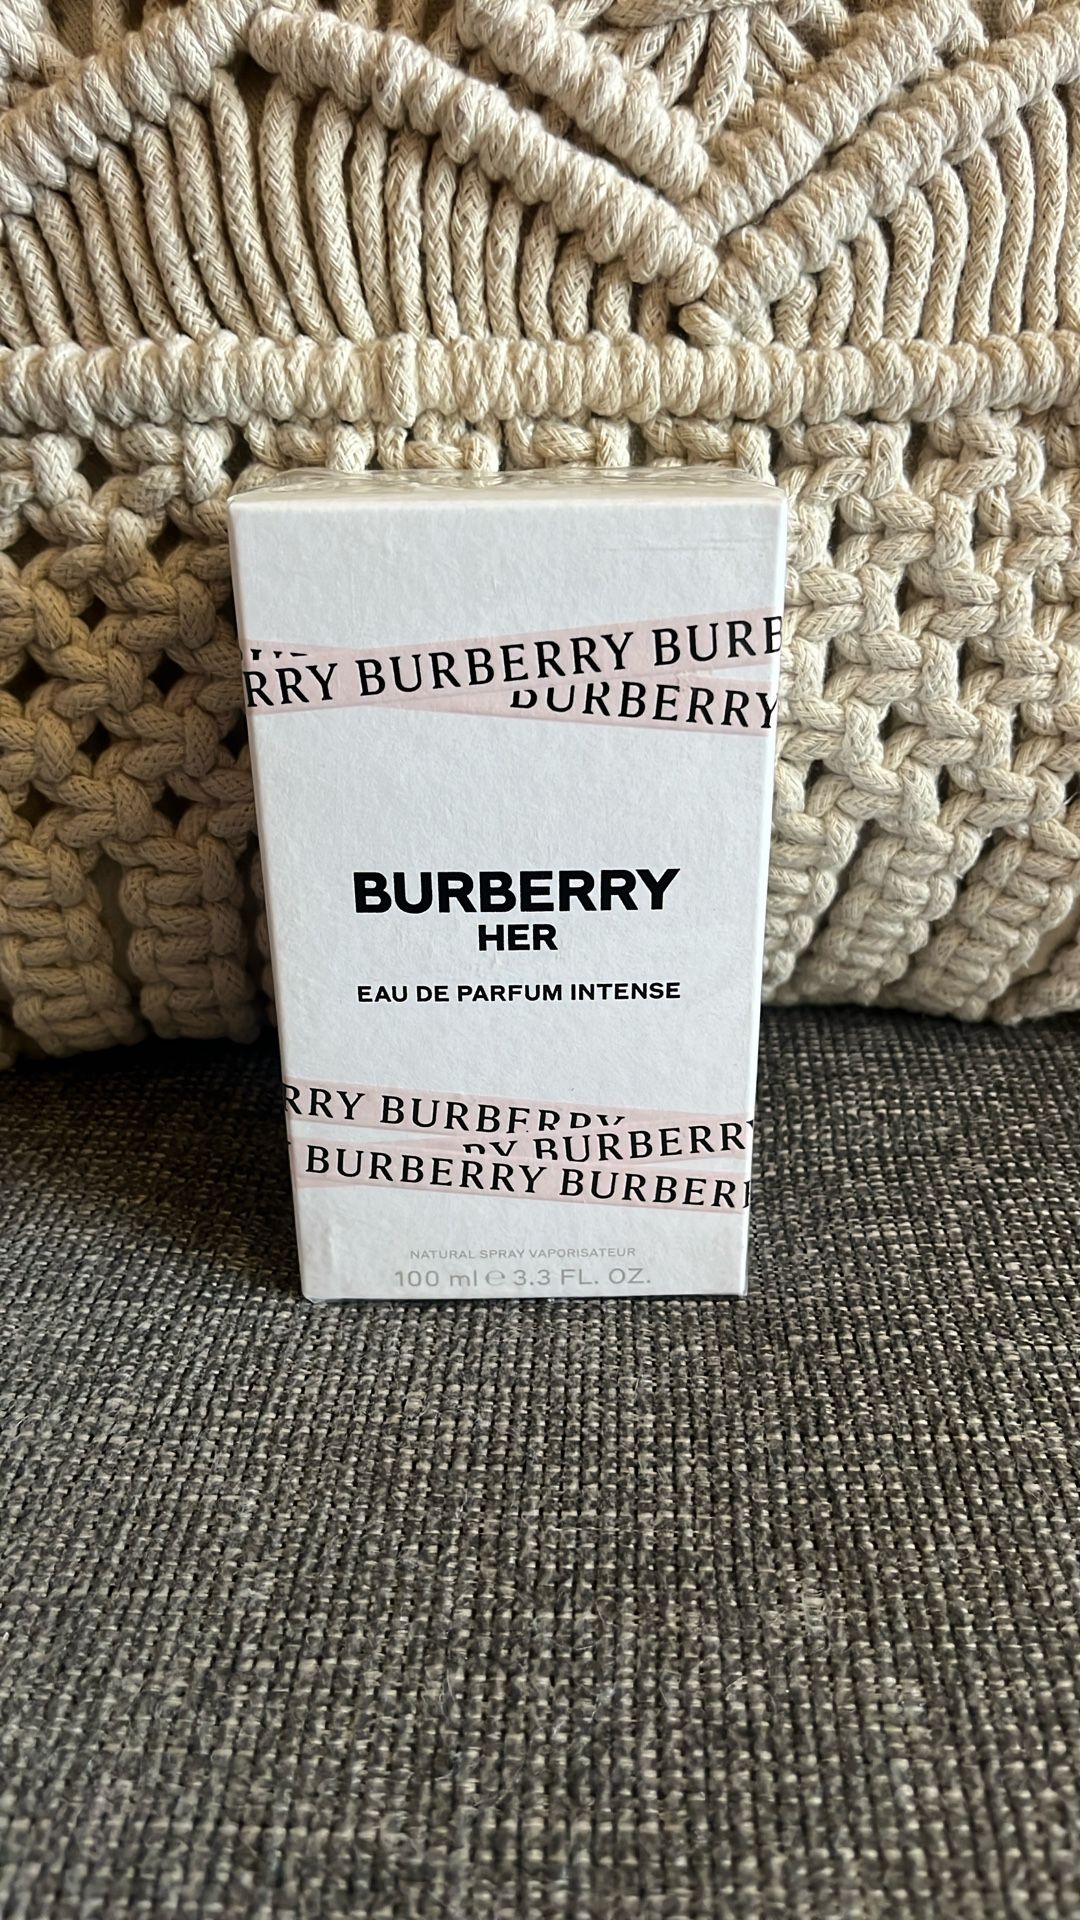 RRY BURBERRY BURB
BURBERRY
BURBERRY
HER
EAU DE PARFUM INTENSE
RRY BURBERRY
RY BURBERRY
BURBERRY BURBER
NATURAL SPRAY VAPORISATEUR
100 ml ℮ 3.3 FL. OZ.